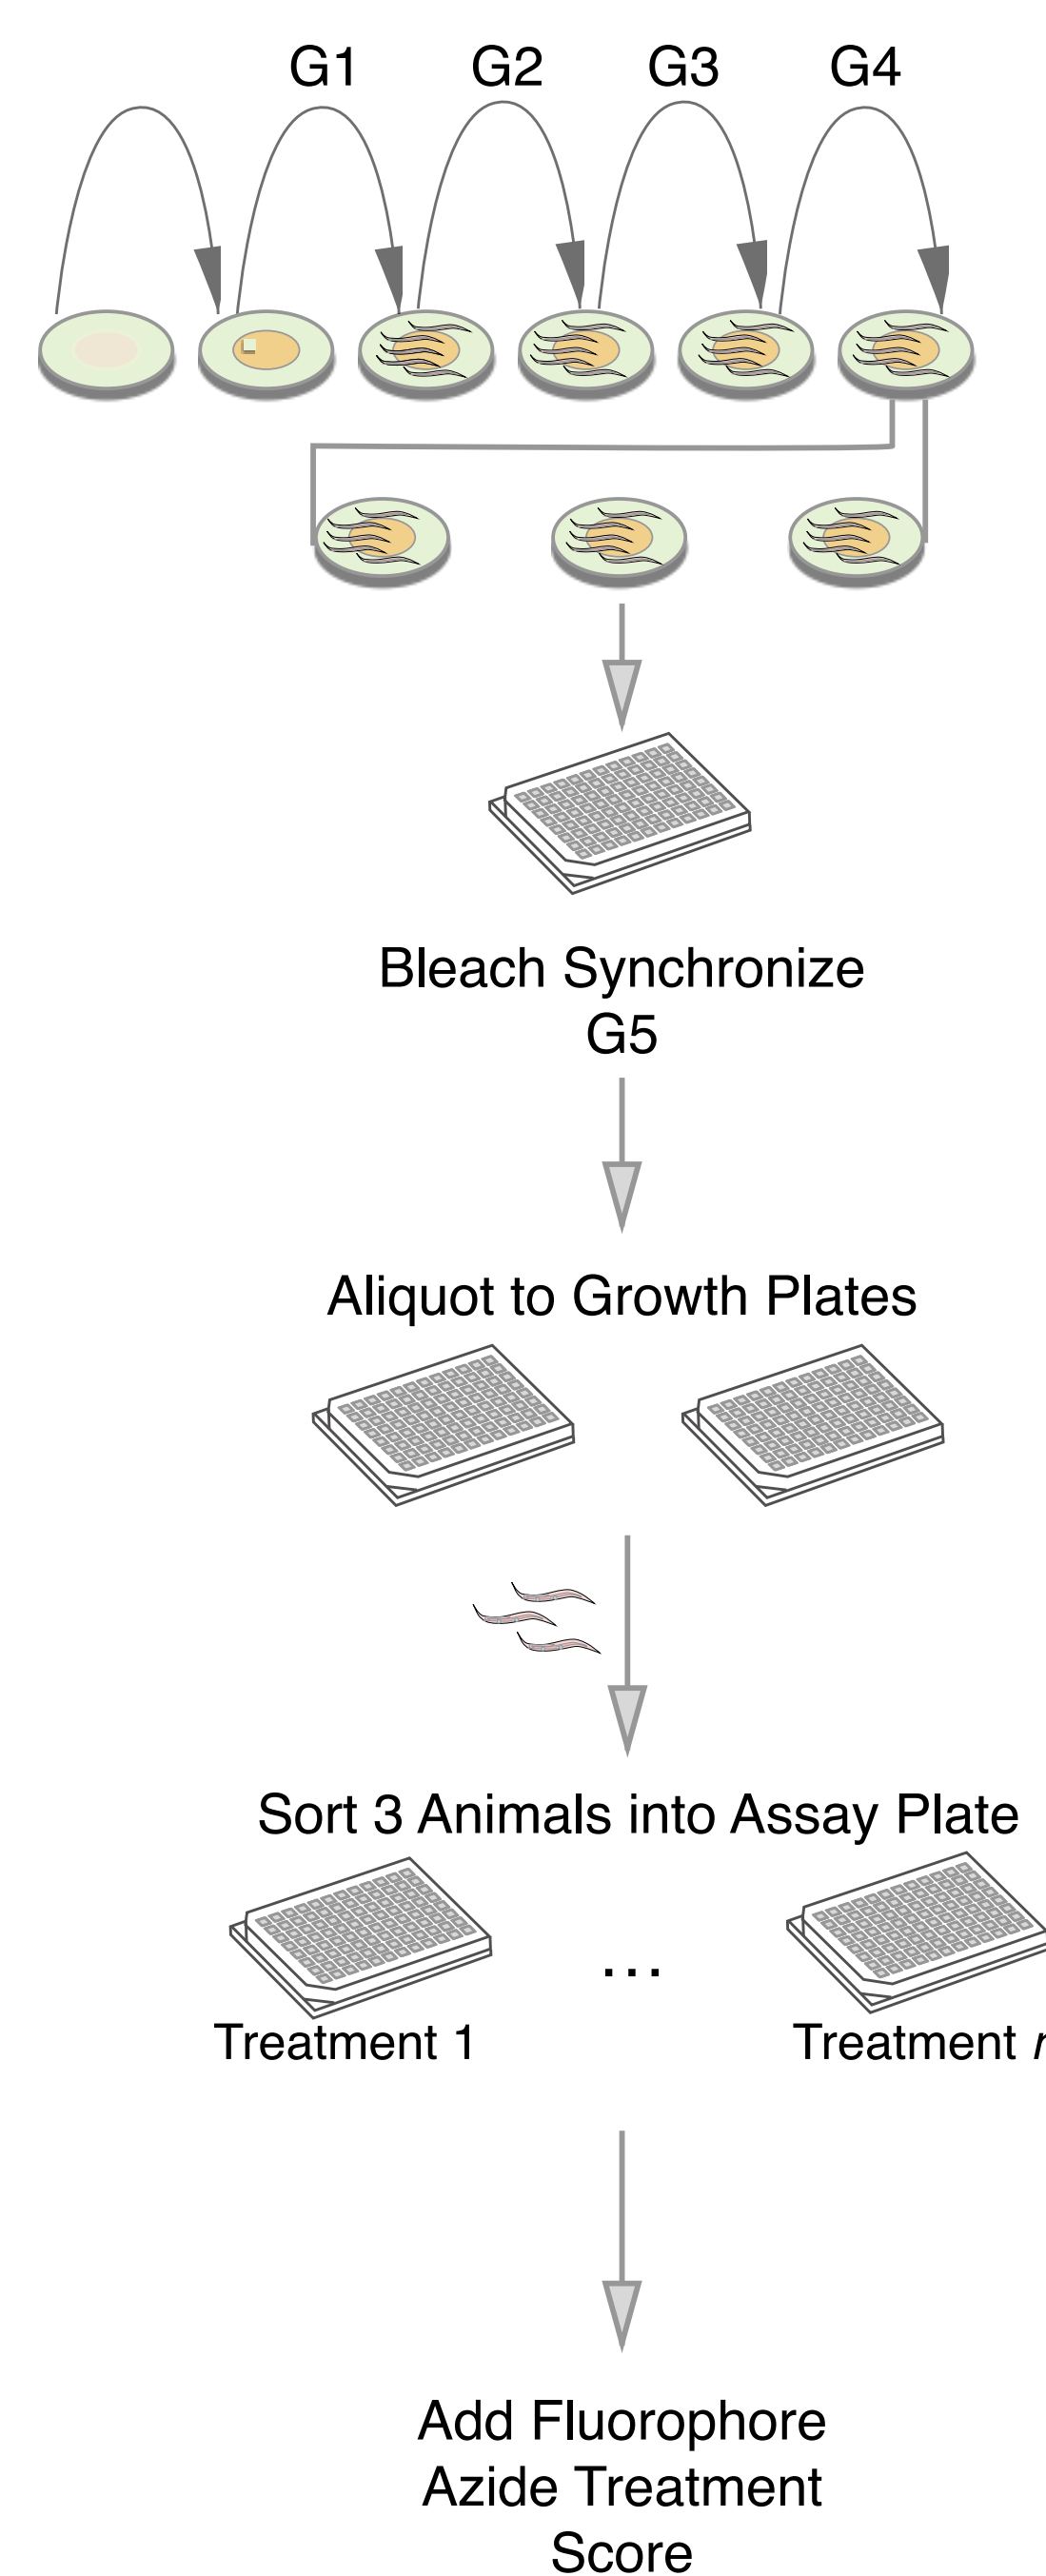 G1 G2 G3 G4
Bleach Synchronize
G5
Aliquot to Growth Plates
Sort 3 Animals into Assay Plate
...
Treatment 1 Treatment
Add Fluorophore
Azide Treatment
Score